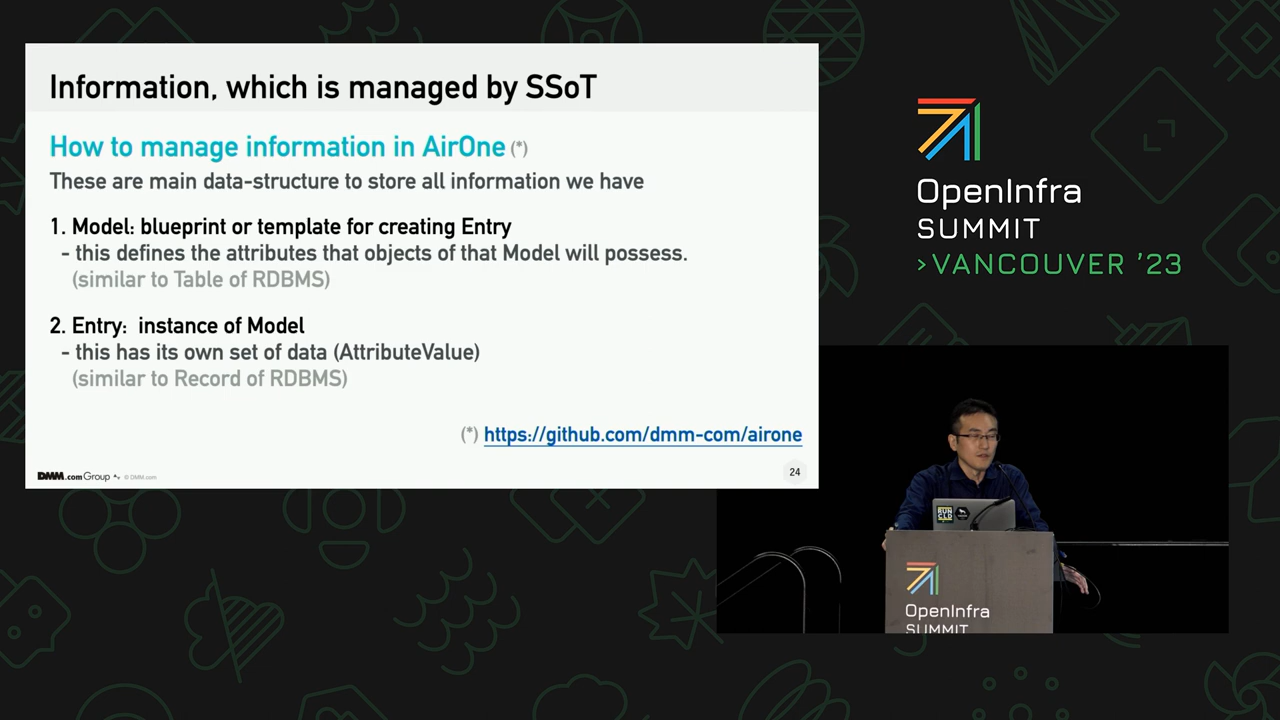 Information, which is managed by SSoT
How to manage information in AirOne (*)
These are main data-structure to store all information we have
1. Model: blueprint or template for creating Entry
- this defines the attributes that objects of that Model will possess.
(similar to Table of RDBMS)
2. Entry: instance of Model
- this has its own set of data (AttributeValue)
(similar to Record of RDBMS)
(*) https://github.com/dmm-com/airone
DMM.com Group © DMM.com
24
OpenInfra
SUMMIT
>VANCOUVER '23
RUN
CLD
OpenInfra
SUMMIT